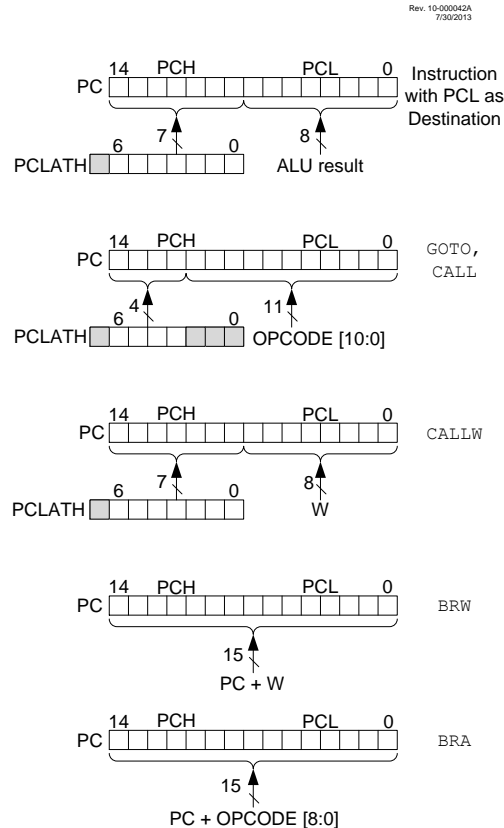 Rev. 10-000042A
7/30/2013
14 PCH PCL 0
PC
Instruction
with PCL as
Destination
7 8
6 0
PCLATH
ALU result
14 PCH PCL 0
PC
GOTO,
CALL
4 11
6 0
PCLATH
OPCODE [10:0]
14 PCH PCL 0
PC
CALLW
7 8
6 0
PCLATH
W
14 PCH PCL 0
PC
BRW
15
PC + W
14 PCH PCL 0
PC
BRA
15
PC + OPCODE [8:0]